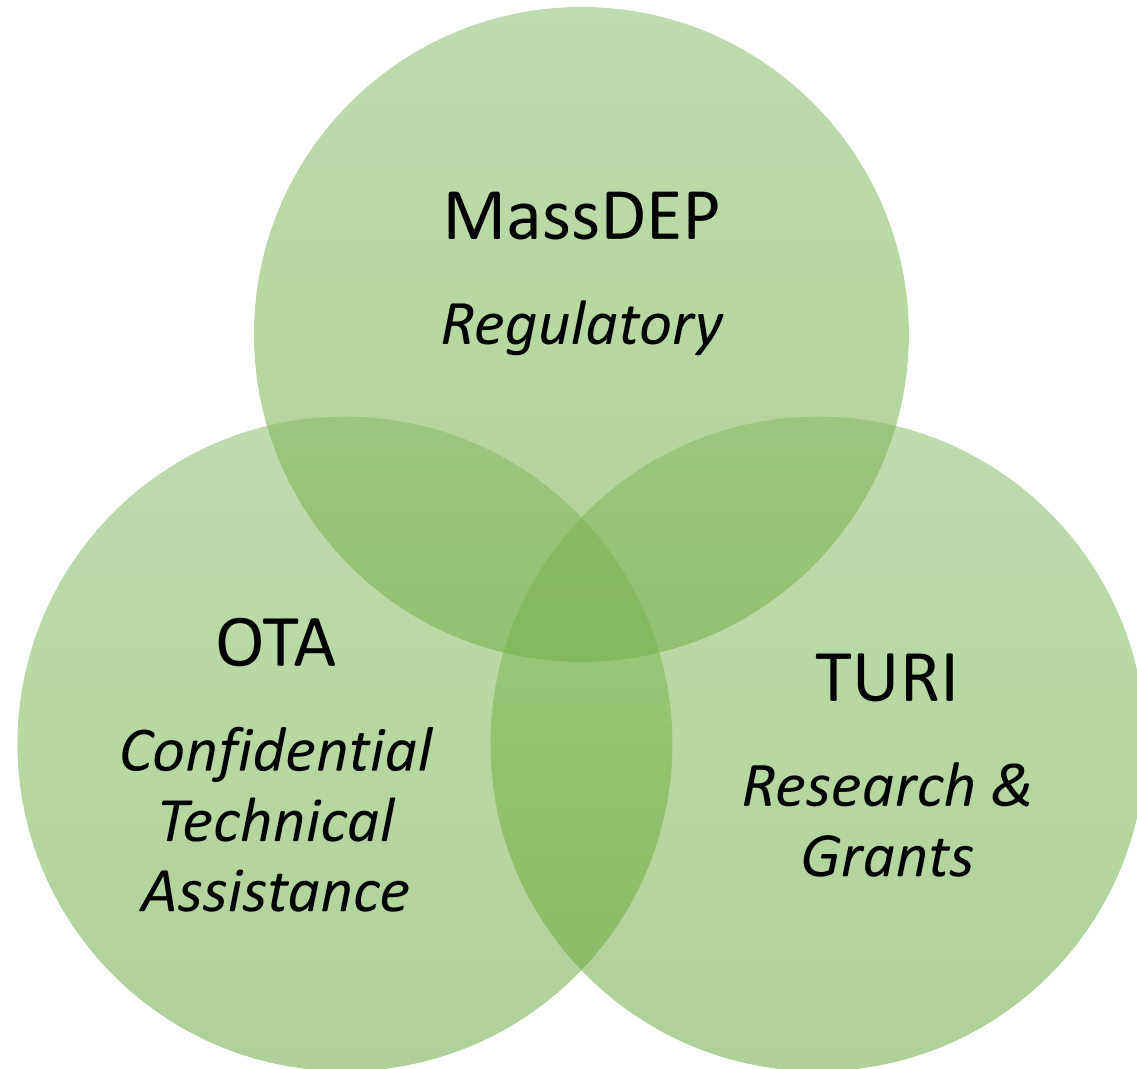 MassDEP
Regulatory
OTA
Confidential
Technical
Assistance
TURI
Research &
Grants